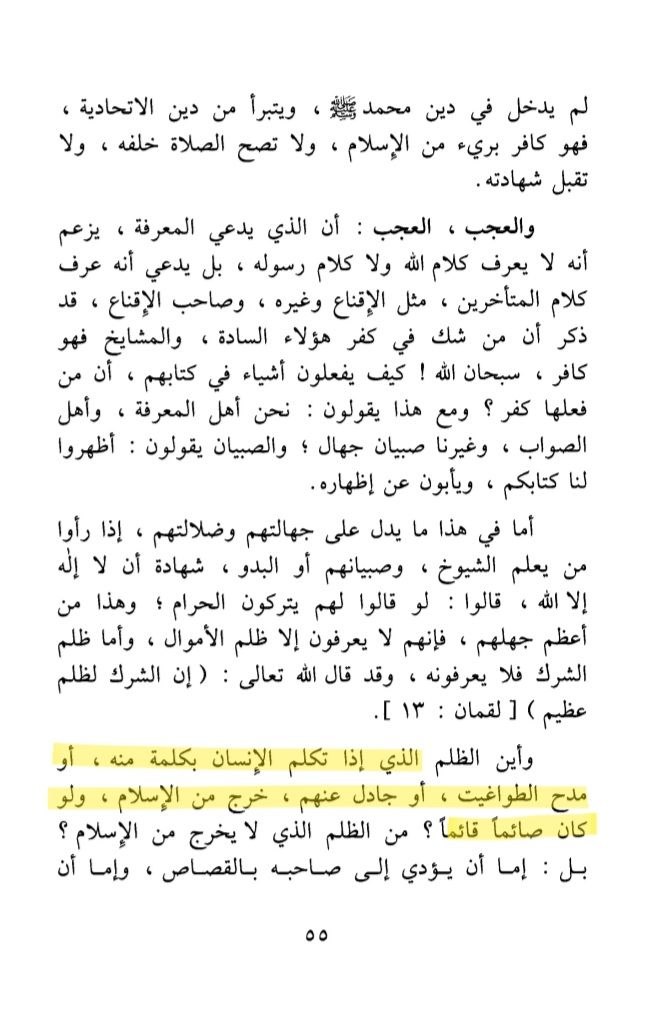 لم يدخل في دين محمد ﷺ ، ويتبرأ من دين الاتحادية ،
فهو كافر بريء من الإسلام ، ولا تصح الصلاة خلفه ، ولا
تقبل شهادته.
والعجب ، العجب : أن الذي يدعي المعرفة ، يزعم
أنه لا يعرف كلام الله ولا كلام رسوله ، بل يدعي أنه عرف
كلام المتأخرين ، مثل الإقناع وغيره ، وصاحب الإقناع ، قد
ذكر أن من شك في كفر هؤلاء السادة ، والمشايخ فهو
كافر ، سبحان الله ! كيف يفعلون أشياء في كتابهم ، أن من
فعلها كفر ؟ ومع هذا يقولون : نحن أهل المعرفة ، وأهل
الصواب ، وغيرنا صبيان جهال ؛ والصبيان يقولون : أظهروا
لنا كتابكم ، ويأبون عن إظهاره.
أما في هذا ما يدل على جهالتهم وضلالتهم ، إذا رأوا
من يعلم الشيوخ ، وصبيانهم أو البدو ، شهادة أن لا إلٰه
إلا الله ، قالوا : لو قالوا لهم يتركون الحرام ؛ وهذا من
أعظم جهلهم ، فإنهم لا يعرفون إلا ظلم الأموال ، وأما ظلم
الشرك فلا يعرفونه ، وقد قال الله تعالى : ( إن الشرك لظلم
عظيم ) [ لقمان : ١٣ ].
وأين الظلم الذي إذا تكلم الإنسان بكلمة منه ، أو
مدح الطواغيت ، أو جادل عنهم ، خرج من الإسلام ، ولو
كان صائماً قائماً ؟ من الظلم الذي لا يخرج من الإسلام ؟
بل : إما أن يؤدي إلى صاحبه بالقصاص ، وإما أن
٥٥